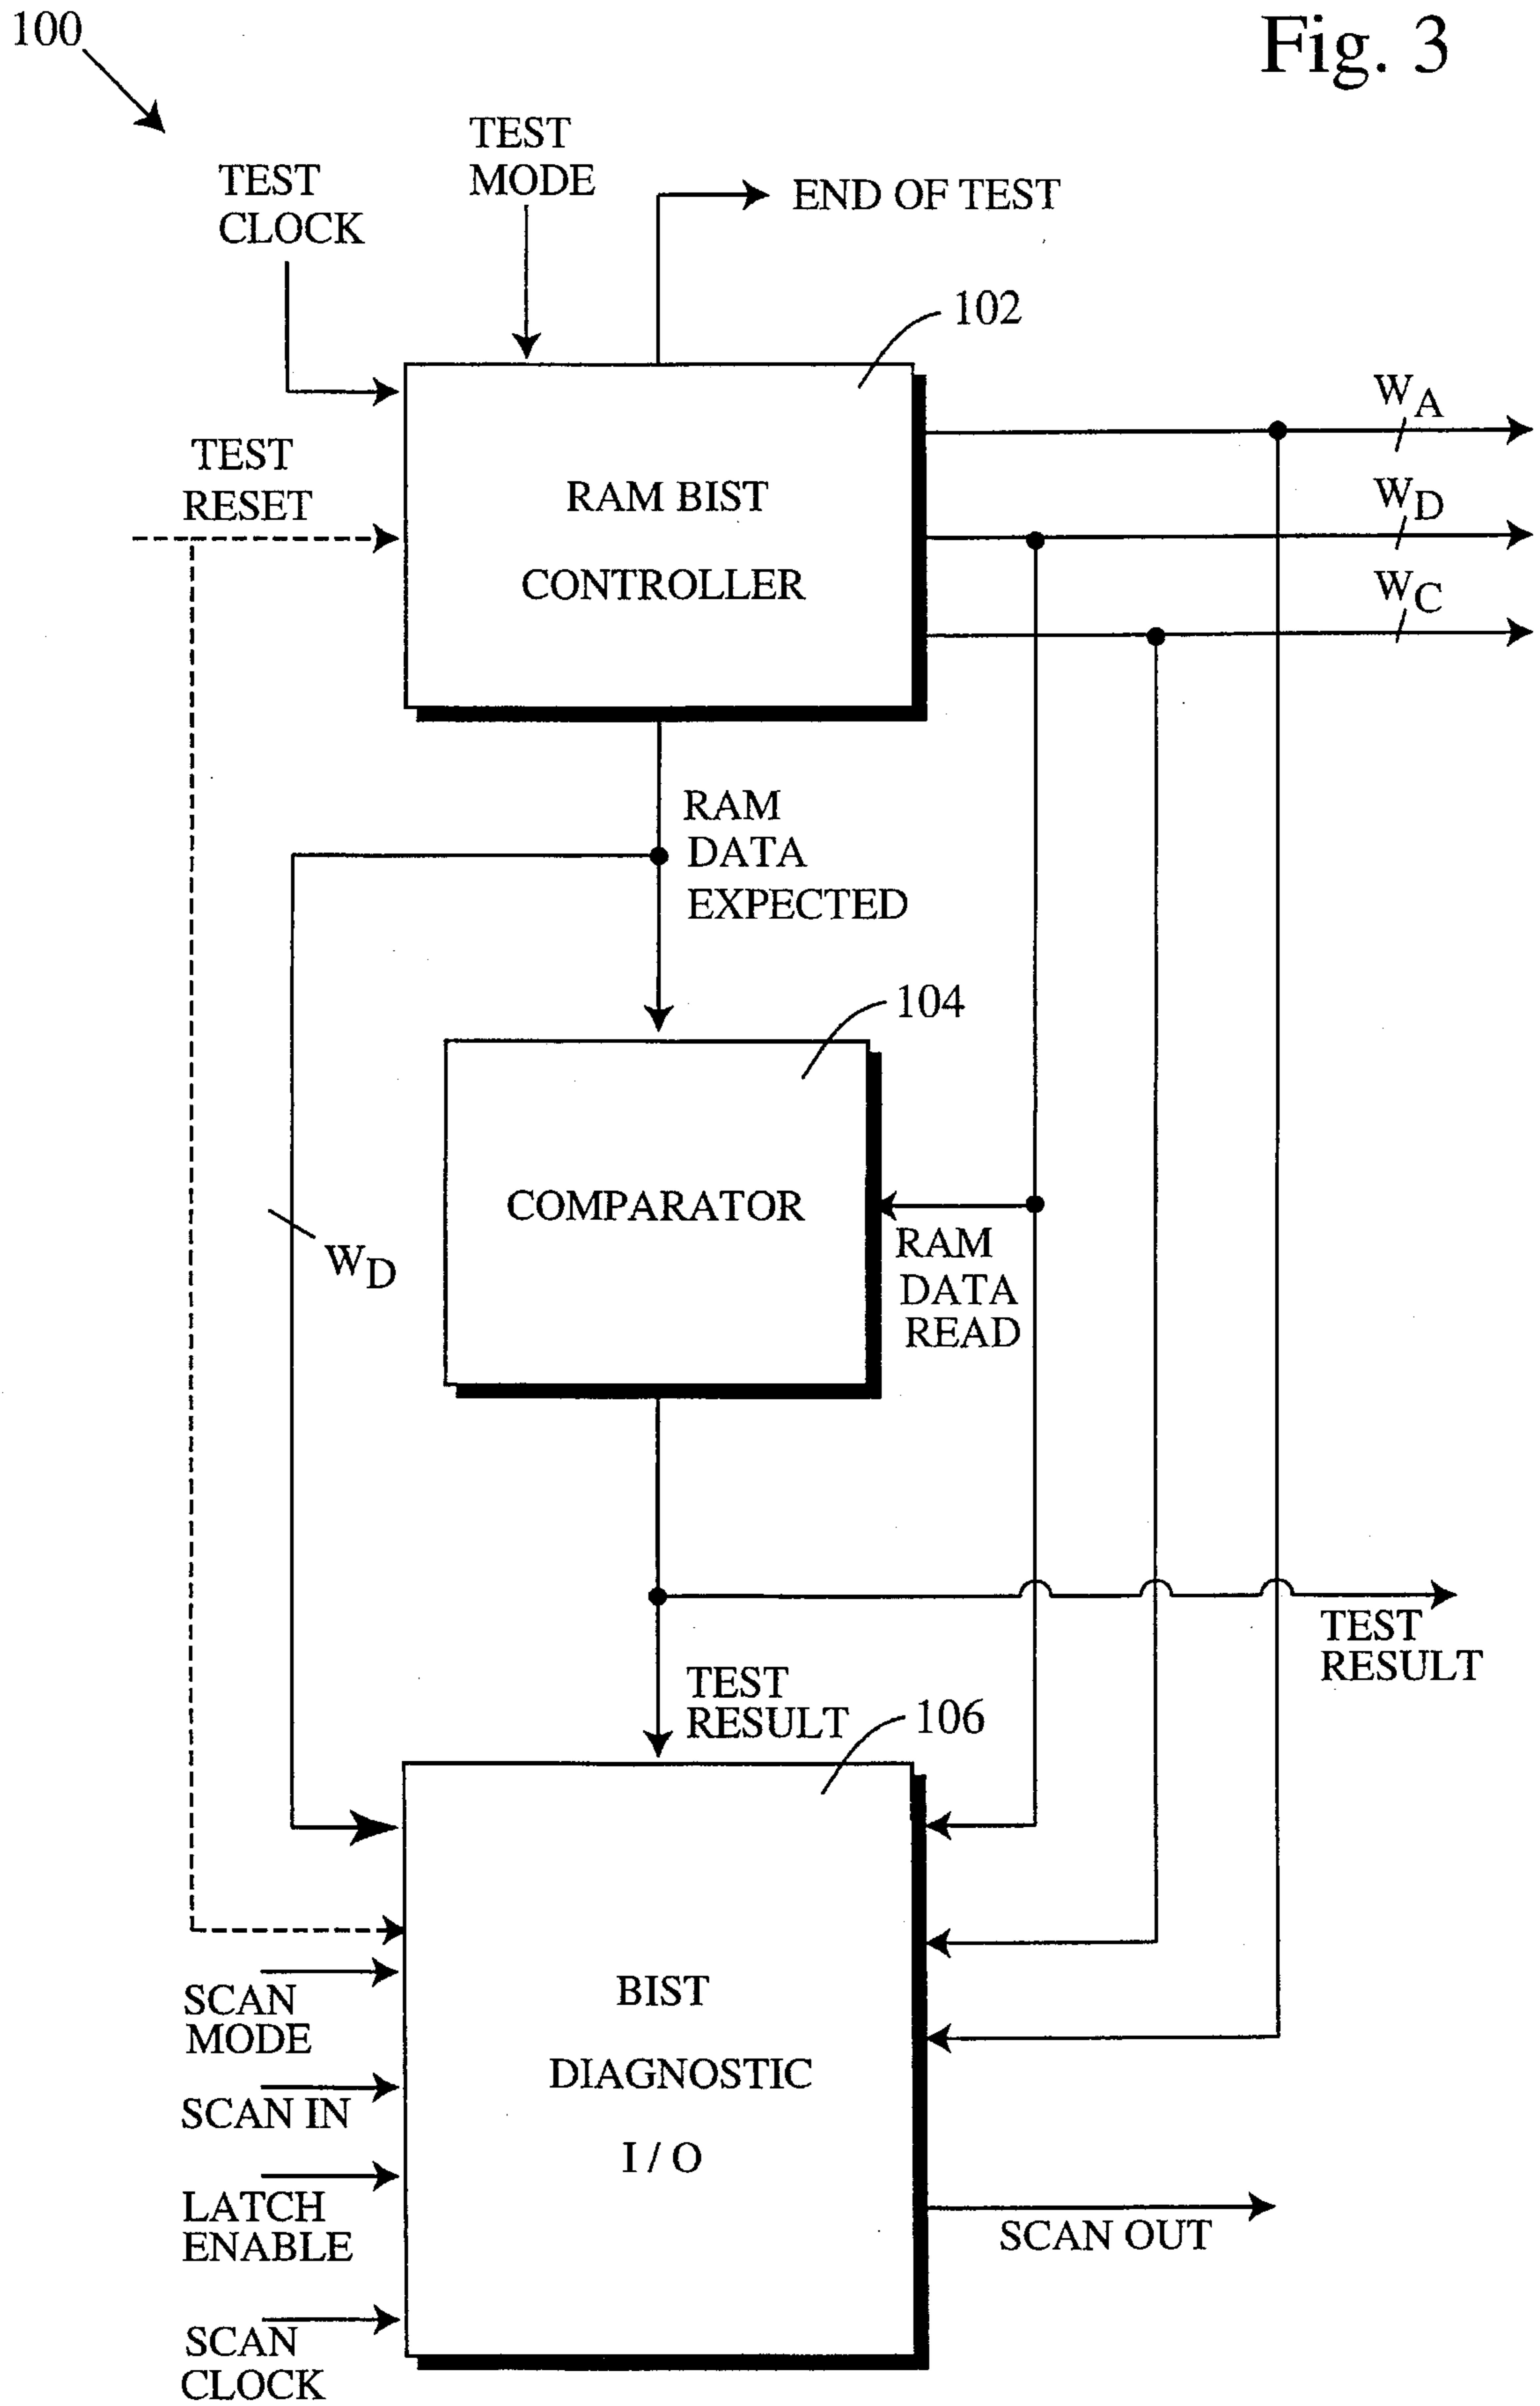 100
Fig. 3
TEST
MODE
TEST
CLOCK
END OF TEST
102
WA
TEST
RESET
RAM BIST
CONTROLLER
WD
WC
RAM
DATA
EXPECTED
104
COMPARATOR
RAM
DATA
READ
WD
TEST
RESULT
TEST
RESULT
106
SCAN
MODE
SCAN IN
LATCH
ENABLE
SCAN
CLOCK
BIST
DIAGNOSTIC
I / O
SCAN OUT